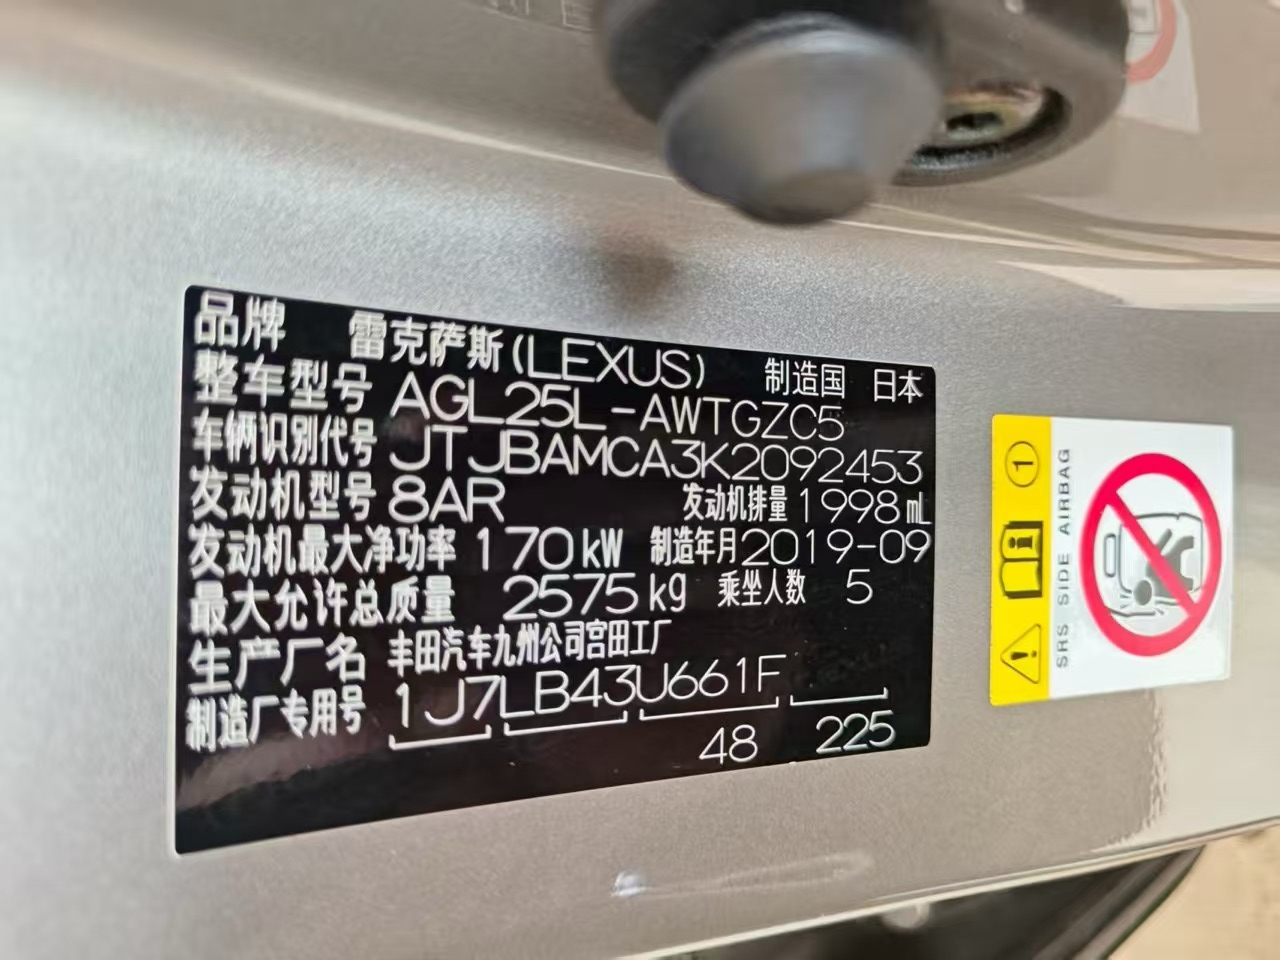 品牌 雷克萨斯(LEXUS) 制造国 日本
整车型号 AGL25L-AWTGZC5
车辆识别代号 JTJBAMCA3K2092453
发动机型号 8AR 发动机排量 1998mL
发动机最大净功率 170kW 制造年月 2019-09
最大允许总质量 2575kg 乘坐人数 5
生产厂名 丰田汽车九州公司宫田工厂
制造厂专用号 1J7LB43U661F
48 225
1
SRS SIDE AIRBAG